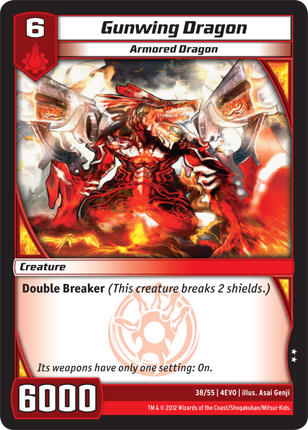 6
Gunwing Dragon
Armored Dragon
Creature
Double Breaker (This creature breaks 2 shields.)
Its weapons have only one setting: On.
6000
38/55 | 4EVO | illus. Asai Genji
TM & © 2012 Wizards of the Coast/Shogakukan/Mitsui-Kids.